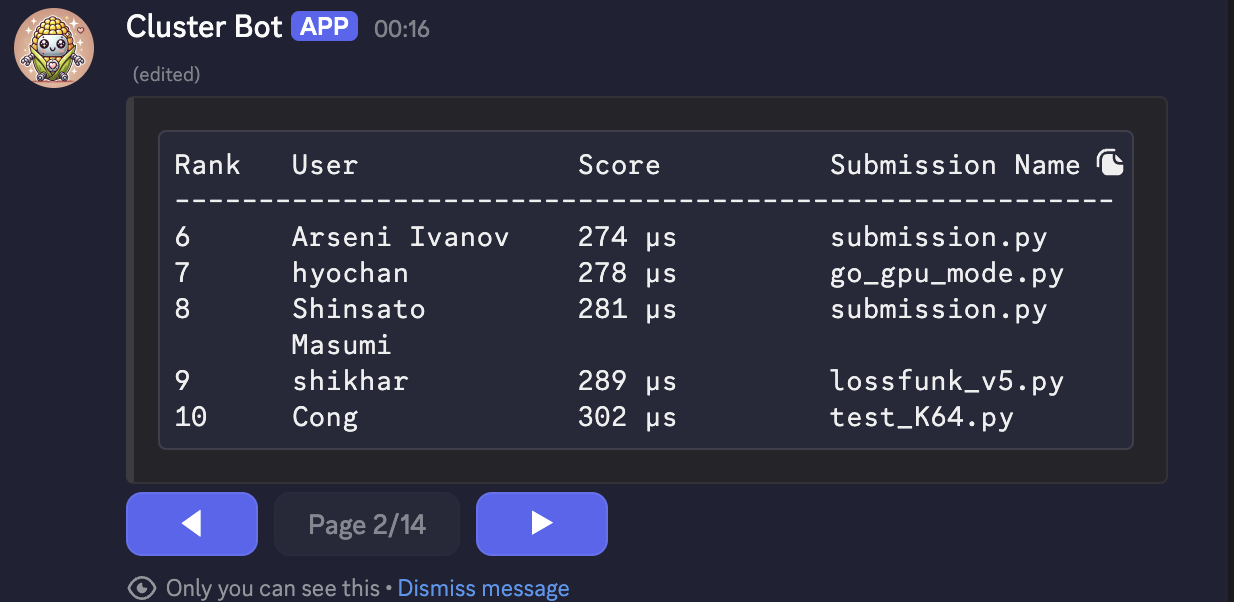 Cluster Bot APP 00:16
(edited)
Rank User Score Submission Name
--------------------------------------------------------
6 Arseni Ivanov 274 µs submission.py
7 hyochan 278 µs go_gpu_mode.py
8 Shinsato 281 µs submission.py
Masumi
9 shikhar 289 µs lossfunk_v5.py
10 Cong 302 µs test_K64.py
Page 2/14
Only you can see this • Dismiss message